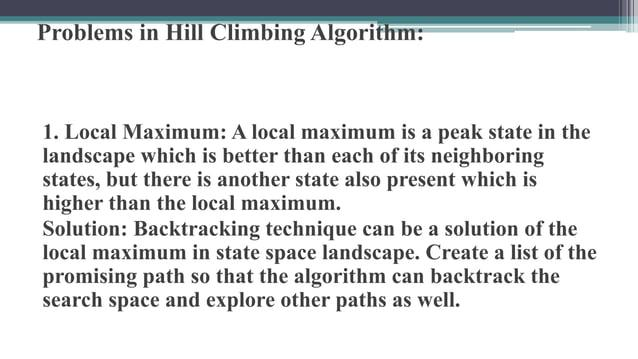 Problems in Hill Climbing Algorithm:
1. Local Maximum: A local maximum is a peak state in the
landscape which is better than each of its neighboring
states, but there is another state also present which is
higher than the local maximum.
Solution: Backtracking technique can be a solution of the
local maximum in state space landscape. Create a list of the
promising path so that the algorithm can backtrack the
search space and explore other paths as well.